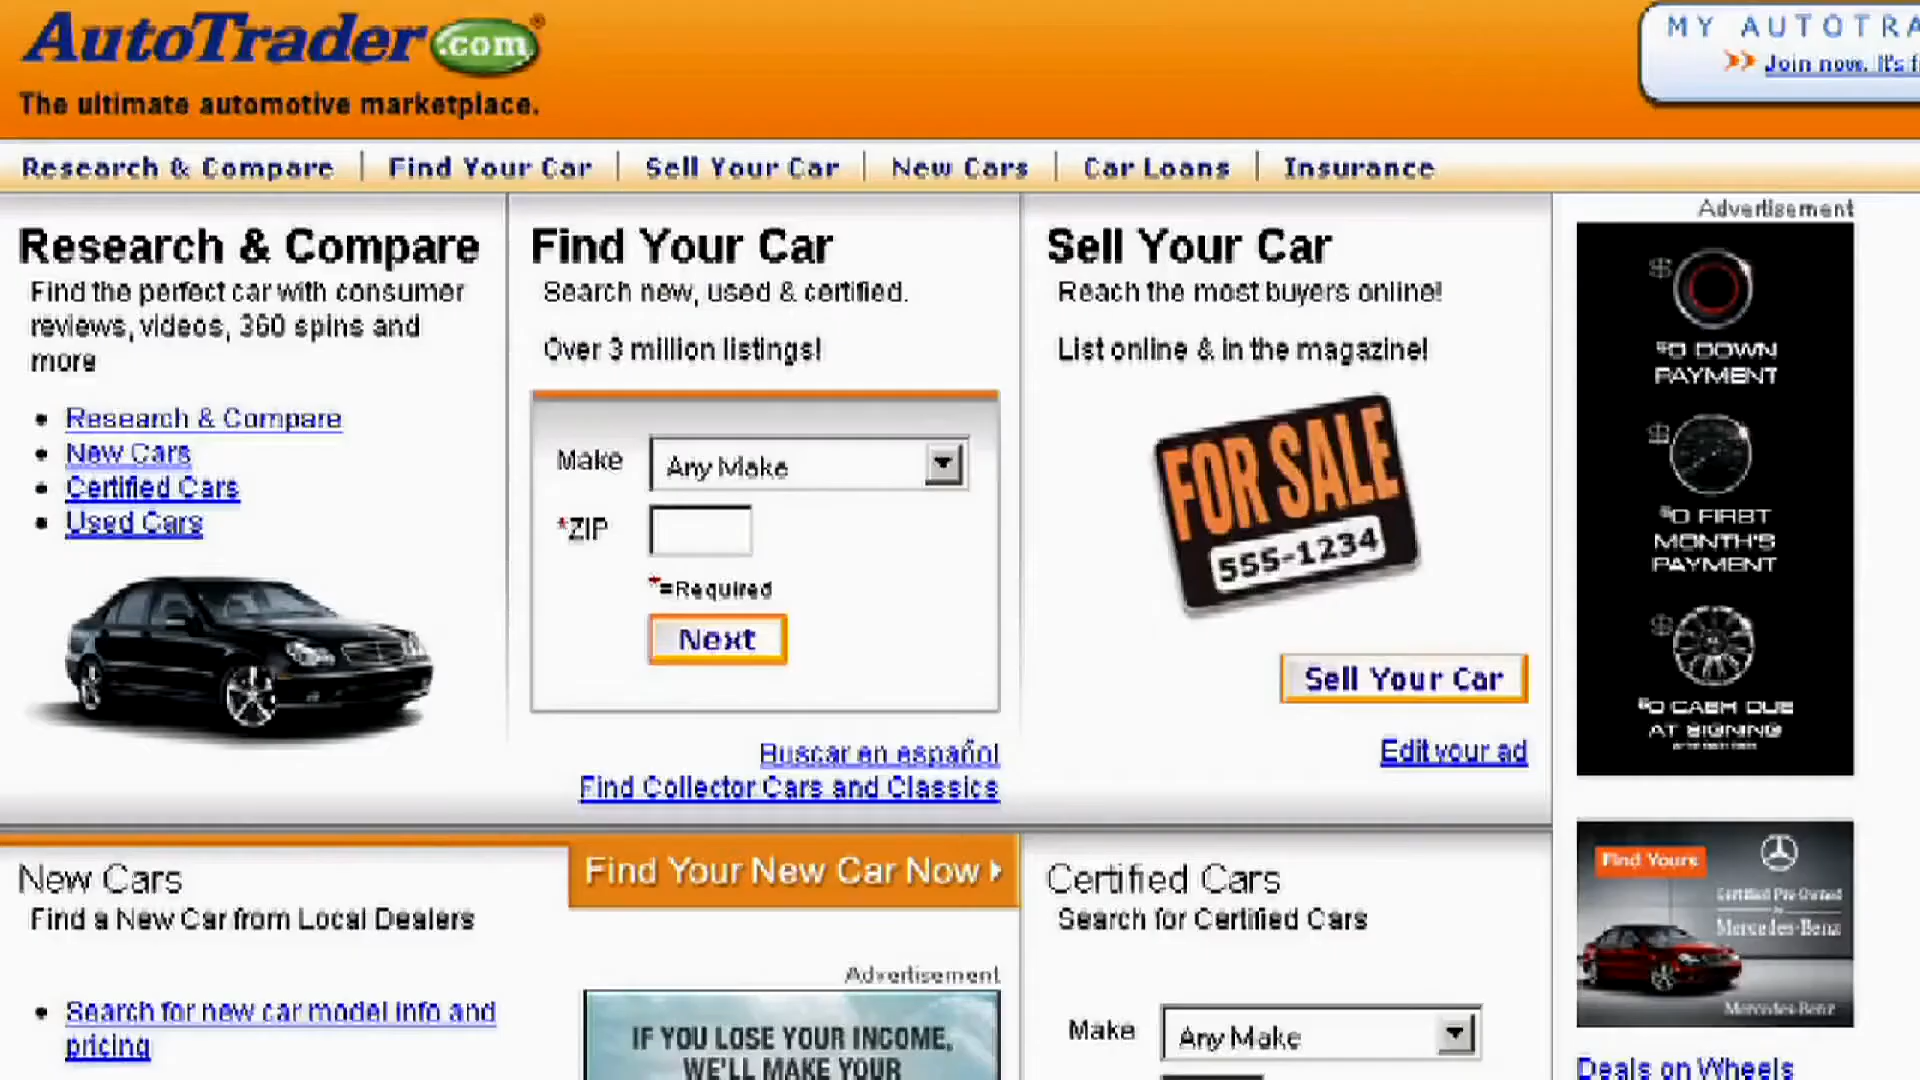 AutoTrader.com®
The ultimate automotive marketplace.
MY AUTOTRA
Join now. It's f
Research & Compare | Find Your Car | Sell Your Car | New Cars | Car Loans | Insurance
Research & Compare
Find the perfect car with consumer
reviews, videos, 360 spins and
more
• Research & Compare
• New Cars
• Certified Cars
• Used Cars
Find Your Car
Search new, used & certified.
Over 3 million listings!
Make Any Make
*ZIP
*=Required
Next
Buscar en español
Find Collector Cars and Classics
Sell Your Car
Reach the most buyers online!
List online & in the magazine!
FOR SALE
555-1234
Sell Your Car
Edit your ad
Advertisement
$
$0 DOWN
PAYMENT
$
$0 FIRST
MONTH'S
PAYMENT
$
$0 CASH DUE
AT SIGNING
New Cars
Find a New Car from Local Dealers
• Search for new car model info and
pricing
Find Your New Car Now
Advertisement
IF YOU LOSE YOUR INCOME,
WE'LL MAKE YOUR
Certified Cars
Search for Certified Cars
Make Any Make
Find Yours
Certified Pre-Owned
Mercedes-Benz
Mercedes-Benz
Deals on Wheels